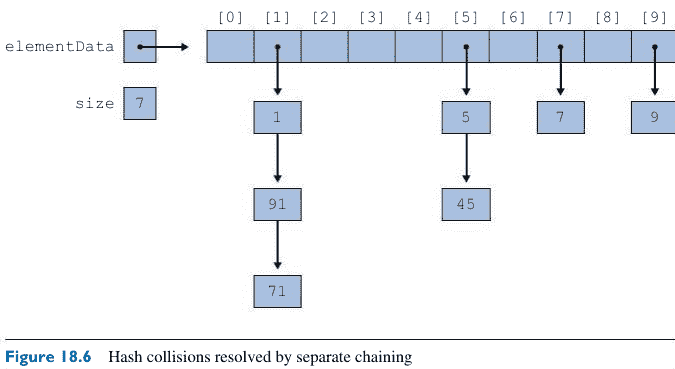 [0] [1] [2] [3] [4] [5] [6] [7] [8] [9]
elementData
size 7
1 5 7 9
91 45
71
Figure 18.6 Hash collisions resolved by separate chaining